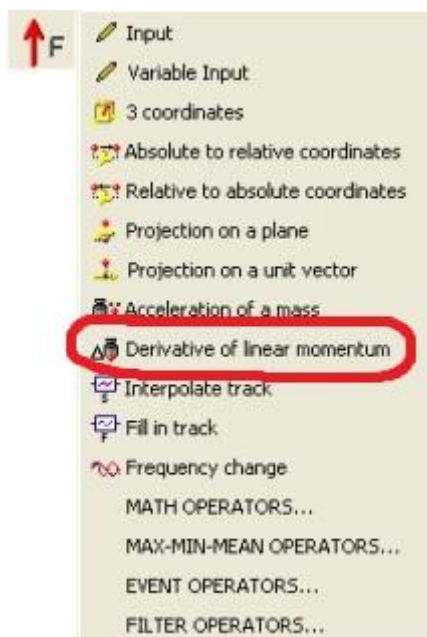 F
Input
Variable Input
3 coordinates
Absolute to relative coordinates
Relative to absolute coordinates
Projection on a plane
Projection on a unit vector
Acceleration of a mass
Derivative of linear momentum
Interpolate track
Fill in track
Frequency change
MATH OPERATORS...
MAX-MIN-MEAN OPERATORS...
EVENT OPERATORS...
FILTER OPERATORS...